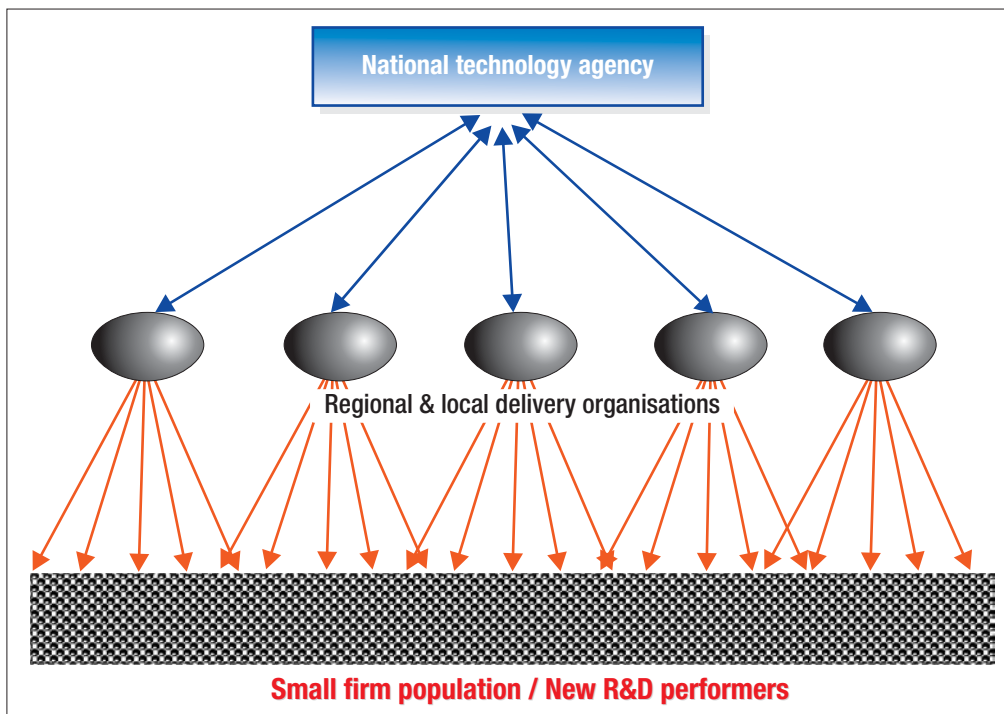 National technology agency
Regional & local delivery organisations
Small firm population / New R&D performers